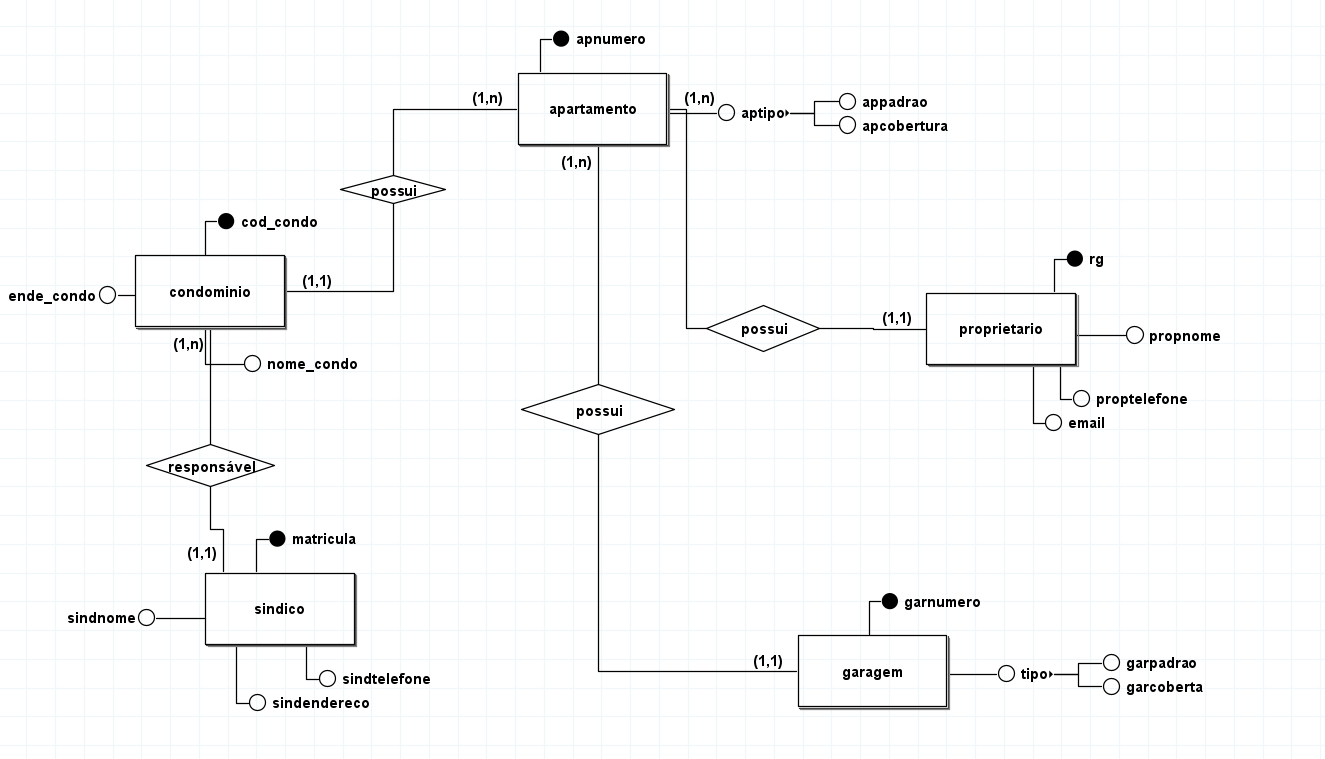 apnumero
(1,n)
apartamento
(1,n)
aptipo
appadrao
apcobertura
(1,n)
possui
cod_condo
ende_condo
condominio
(1,1)
(1,n)
nome_condo
rg
possui
(1,1)
proprietario
propnome
proptelefone
email
possui
responsável
(1,1)
matricula
sindnome
sindico
sindtelefone
sindendereco
garnumero
(1,1)
garagem
tipo
garpadrao
garcoberta